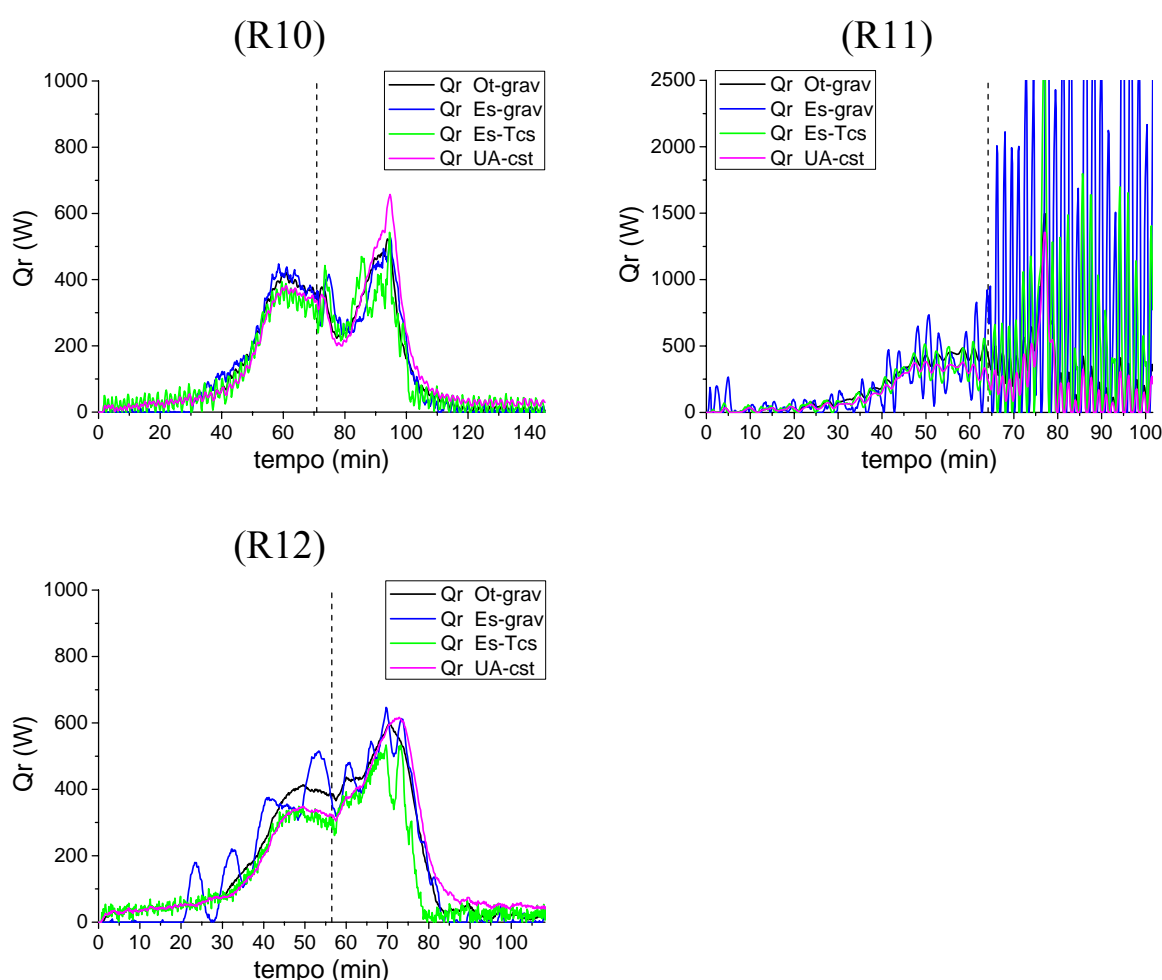 (R10)
1000
800
600
400
200
0
Qr (W)
Qr Ot-grav
Qr Es-grav
Qr Es-Tcs
Qr UA-cst
0 20 40 60 80 100 120 140
tempo (min)
(R11)
2500
2000
1500
1000
500
0
Qr (W)
Qr Ot-grav
Qr Es-grav
Qr Es-Tcs
Qr UA-cst
0 10 20 30 40 50 60 70 80 90 100
tempo (min)
(R12)
1000
800
600
400
200
0
Qr (W)
Qr Ot-grav
Qr Es-grav
Qr Es-Tcs
Qr UA-cst
0 10 20 30 40 50 60 70 80 90 100
tempo (min)